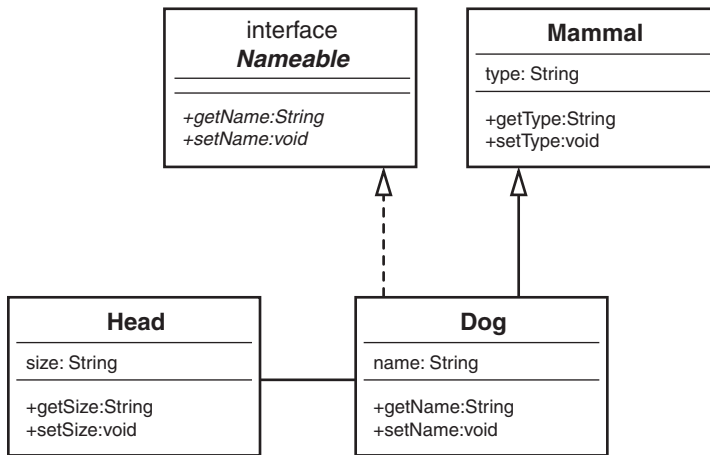 interface
Nameable
+getName:String
+setName:void
Mammal
type: String
+getType:String
+setType:void
Head
size: String
+getSize:String
+setSize:void
Dog
name: String
+getName:String
+setName:void